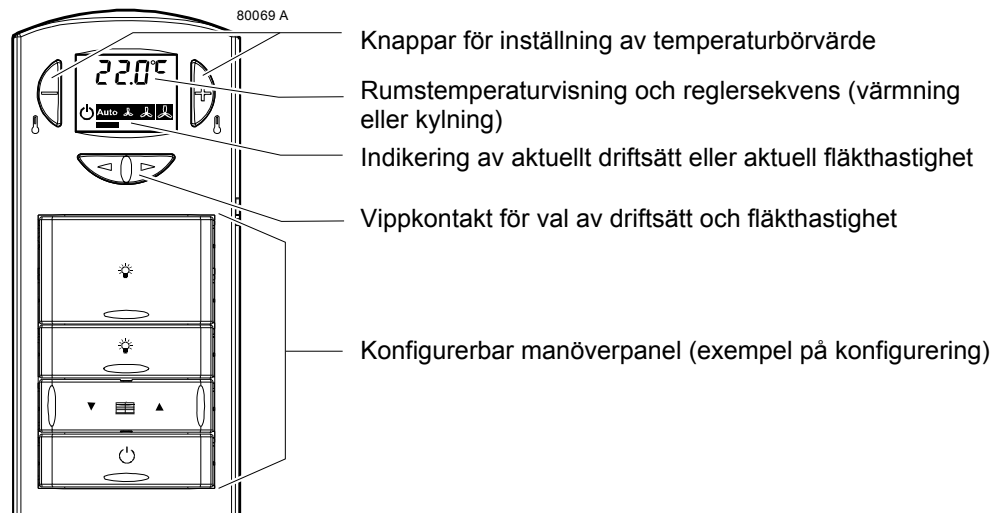 80069 A
Knappar för inställning av temperaturbörvärde
22.0°C
Rumstemperaturvisning och reglersekvens (värmning
eller kylning)
Auto
Indikering av aktuellt driftsätt eller aktuell fläkthastighet
Vippkontakt för val av driftsätt och fläkthastighet
Konfigurerbar manöverpanel (exempel på konfigurering)